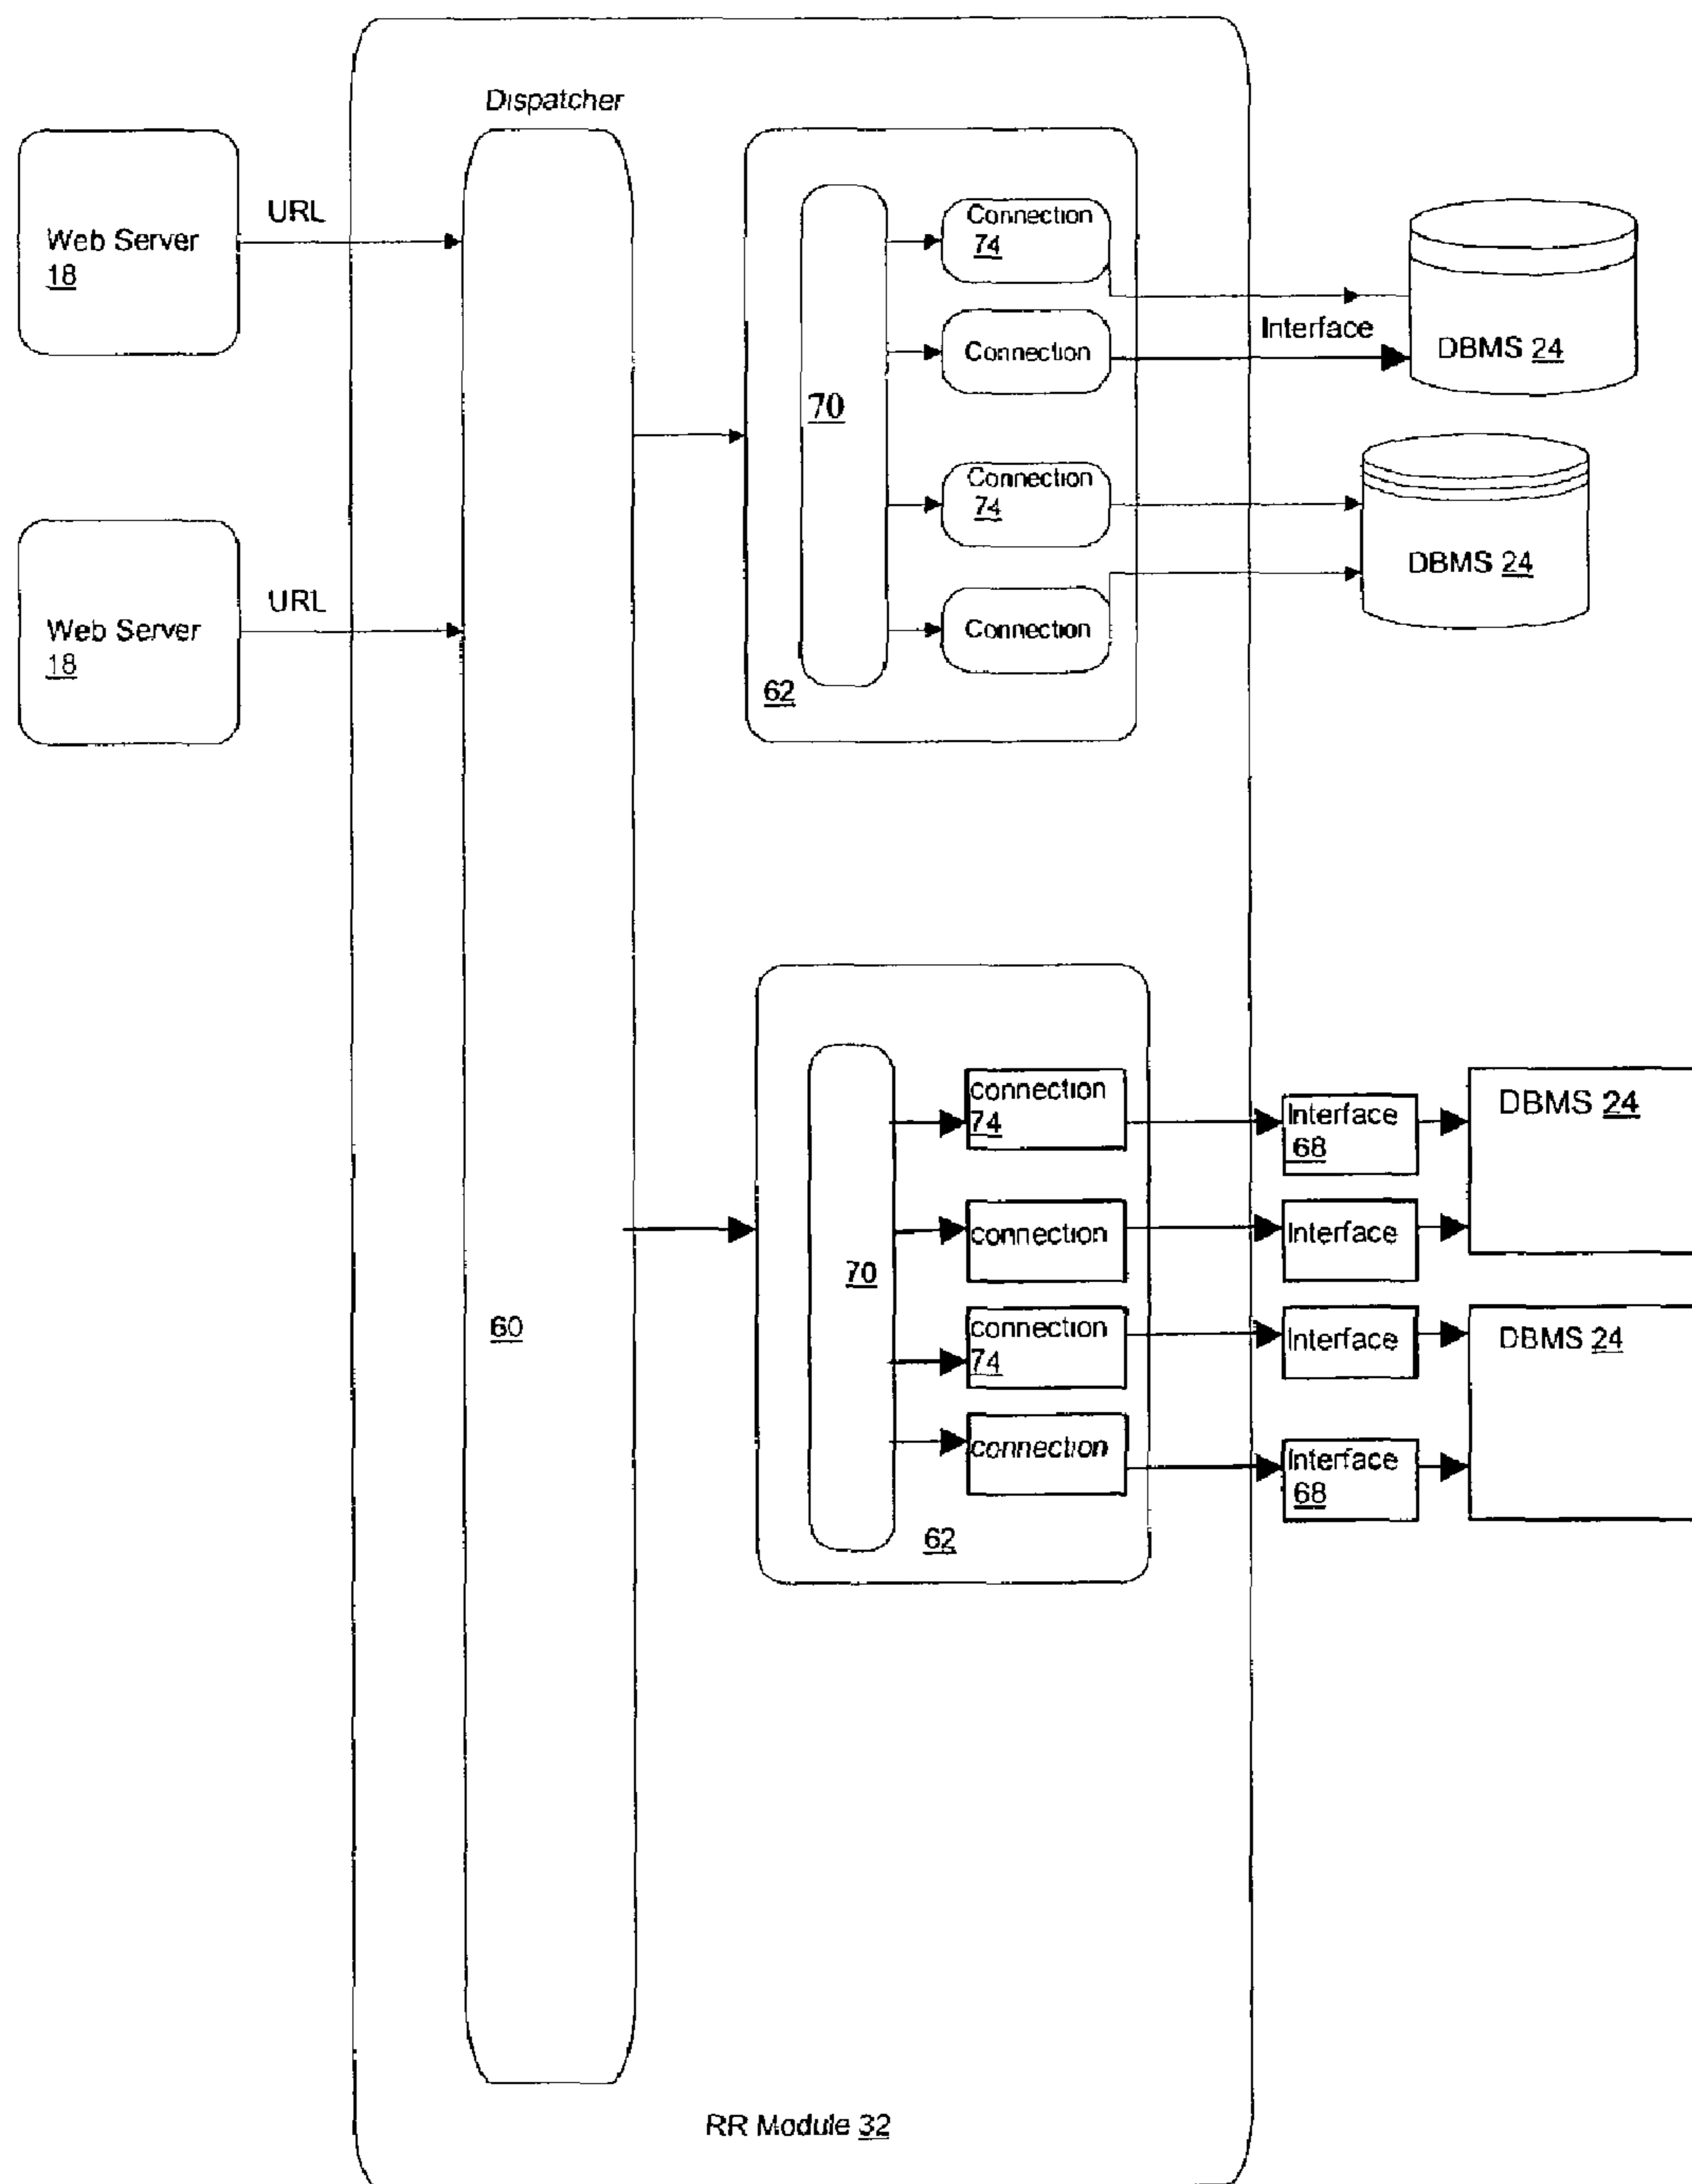 Dispatcher
Web Server
18
URL
Connection
74
Connection
Interface
DBMS 24
70
Connection
74
DBMS 24
Web Server
18
URL
Connection
62
connection
74
Interface
68
DBMS 24
connection
Interface
70
60
connection
74
Interface
DBMS 24
connection
Interface
68
62
RR Module 32